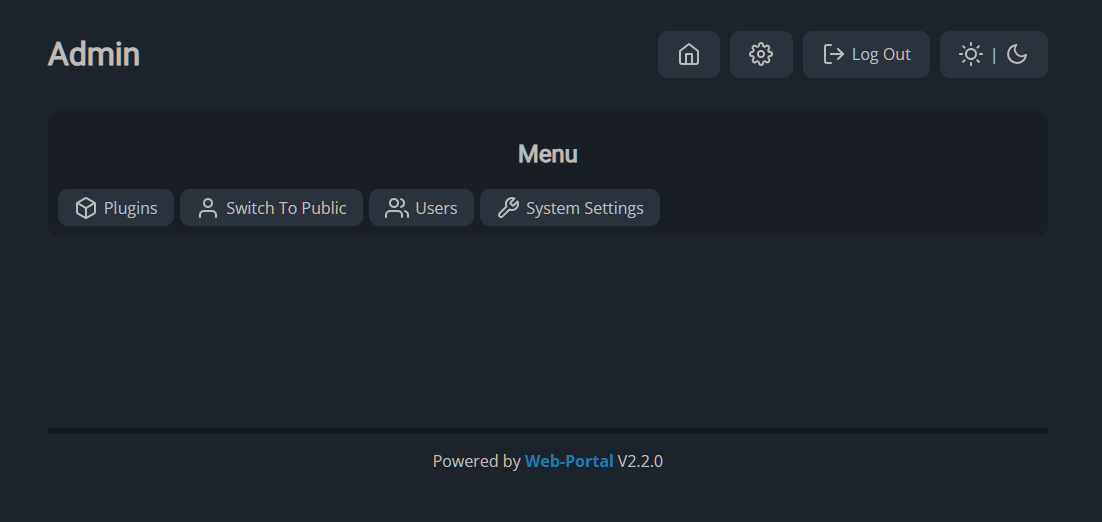 Admin
Log Out
|
Menu
Plugins
Switch To Public
Users
System Settings
Powered by Web-Portal V2.2.0